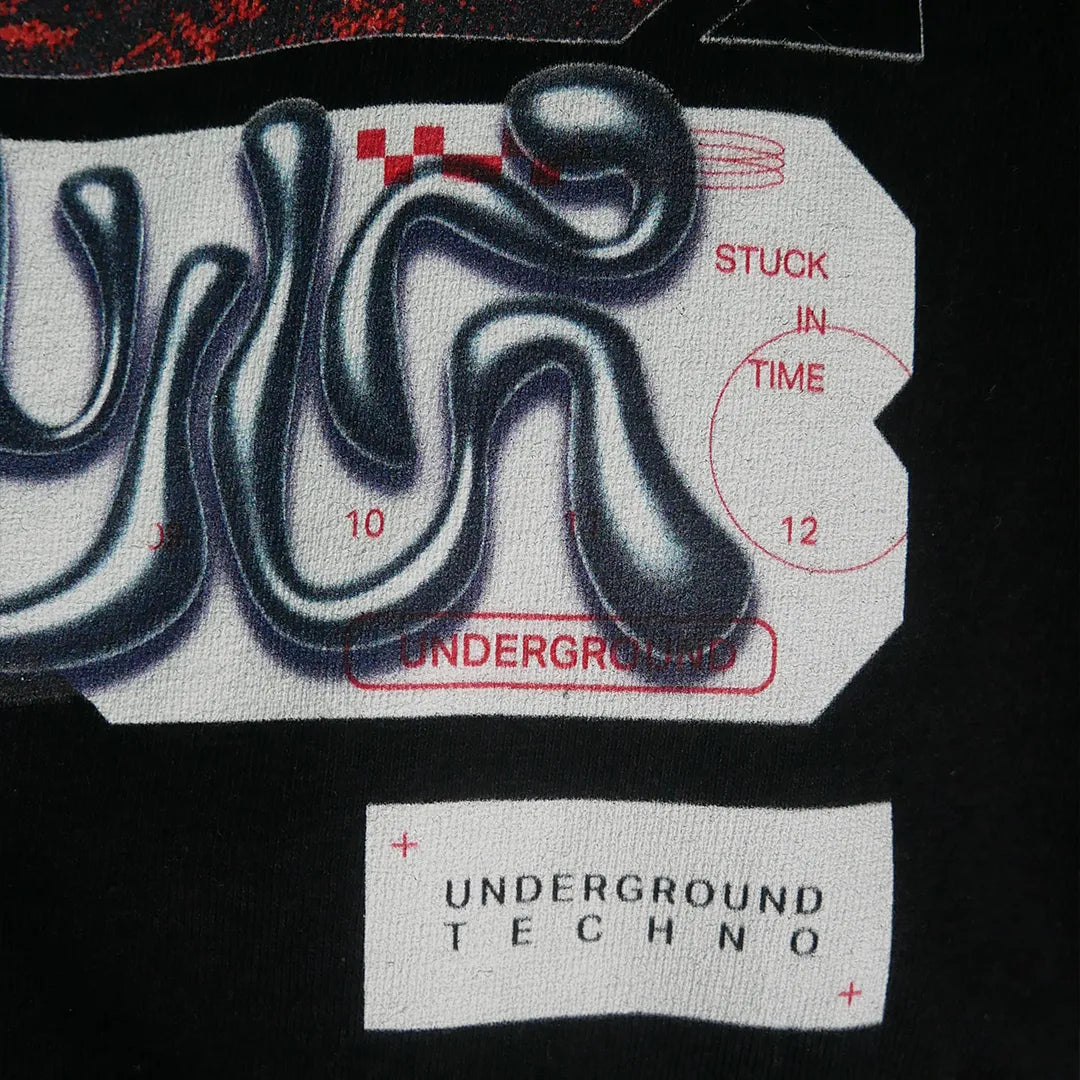 STUCK
IN
TIME
10
12
UNDERGROUND
UNDERGROUND
TECHNO